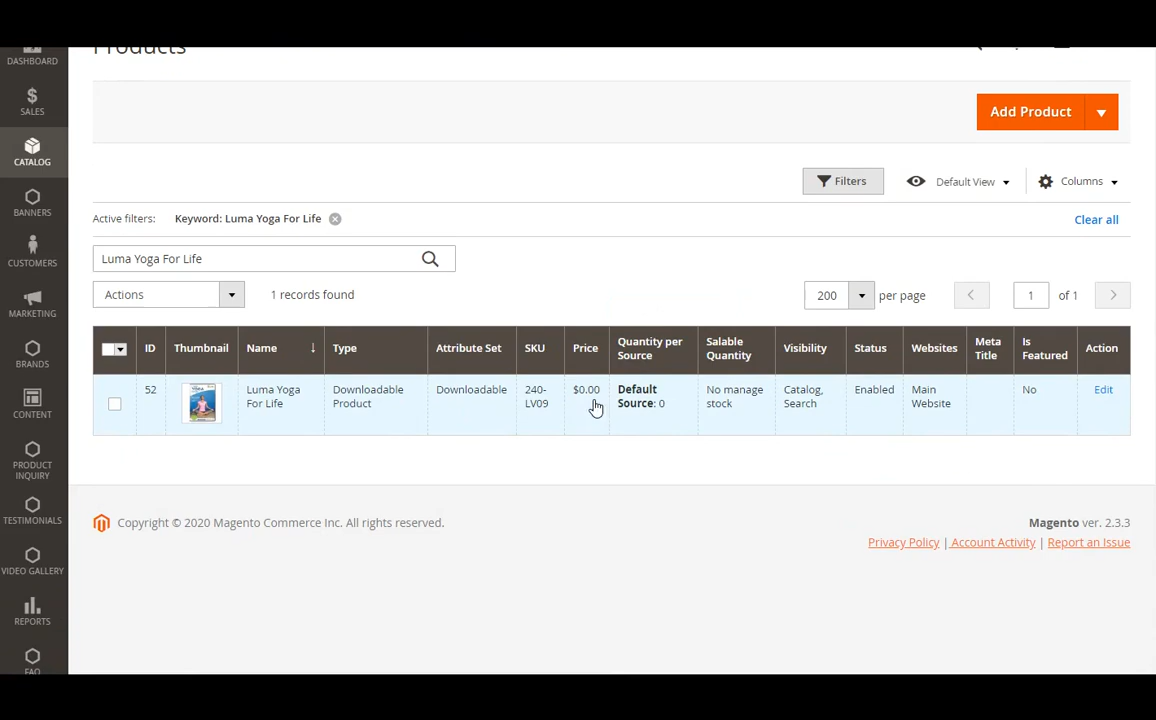 Products
DASHBOARD
$
SALES
CATALOG
BANNERS
CUSTOMERS
MARKETING
BRANDS
CONTENT
PRODUCT
INQUIRY
TESTIMONIALS
VIDEO GALLERY
REPORTS
FAQ
Add Product
Filters
Default View
Columns
Active filters:
Keyword: Luma Yoga For Life
Clear all
Luma Yoga For Life
Actions
1 records found
200
per page
1
of 1
ID
Thumbnail
Name
Type
Attribute Set
SKU
Price
Quantity per
Source
Salable
Quantity
Visibility
Status
Websites
Meta
Title
Is
Featured
Action
52
Luma Yoga
For Life
Downloadable
Product
Downloadable
240-
LV09
$0.00
Default
Source: 0
No manage
stock
Catalog,
Search
Enabled
Main
Website
No
Edit
Copyright © 2020 Magento Commerce Inc. All rights reserved.
Magento ver. 2.3.3
Privacy Policy | Account Activity | Report an Issue